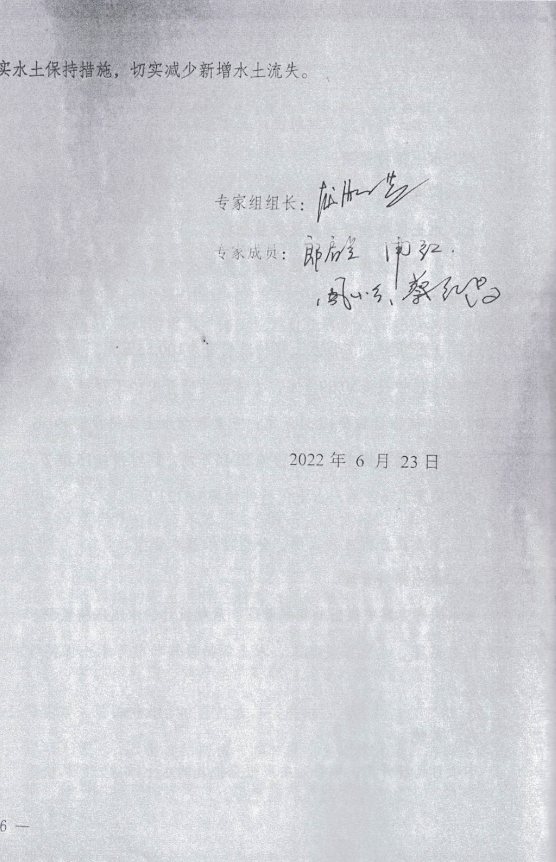 实水土保持措施，切实减少新增水土流失。
专家组组长：
专家成员：
2022 年 6 月 23 日
6 —